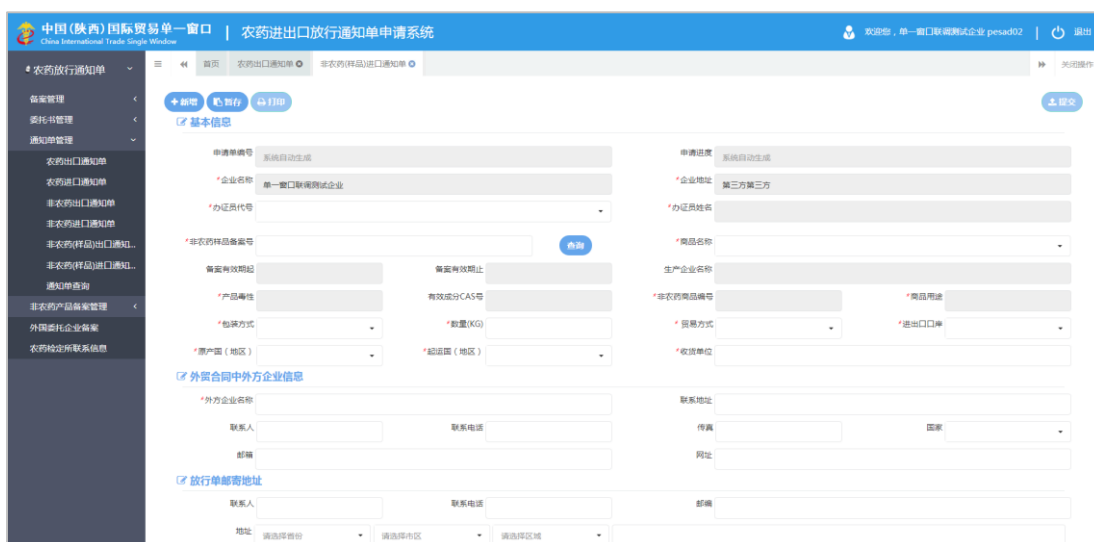 中国(陕西)国际贸易单一窗口 | 农药进出口放行通知单申请系统
China International Trade Single Window
欢迎您，单一窗口联调测试企业 pesad02 | 退出
农药放行通知单
首页 农药出口通知单 非农药(样品)进口通知单 关闭操作
备案管理
委托书管理
通知单管理
农药出口通知单
农药进口通知单
非农药出口通知单
非农药进口通知单
非农药(样品)出口通知...
非农药(样品)进口通知...
通知单查询
非农药产品备案管理
外国委托企业备案
农药检定所联系信息
新增 暂存 打印 提交
基本信息
申请单编号 系统自动生成 申请进度 系统自动生成
*企业名称 单一窗口联调测试企业 *企业地址 第三方第三方
*办证员代号 *办证员姓名
*非农药样品备案号 查询 *商品名称
备案有效期起 备案有效期止 生产企业名称
*产品毒性 有效成分CAS号 *非农药商品编号 *商品用途
*包装方式 *数量(KG) *贸易方式 *进出口口岸
*原产国（地区） *起运国（地区） *收货单位
外贸合同中外方企业信息
*外方企业名称 联系地址
联系人 联系电话 传真 国家
邮箱 网址
放行单邮寄地址
联系人 联系电话 邮编
地址 请选择省份 请选择市区 请选择区域